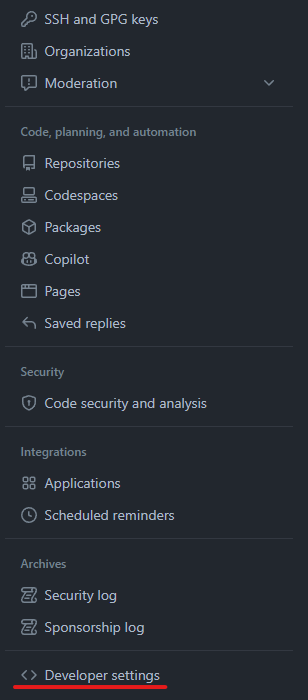 SSH and GPG keys
Organizations
Moderation
Code, planning, and automation
Repositories
Codespaces
Packages
Copilot
Pages
Saved replies
Security
Code security and analysis
Integrations
Applications
Scheduled reminders
Archives
Security log
Sponsorship log
Developer settings